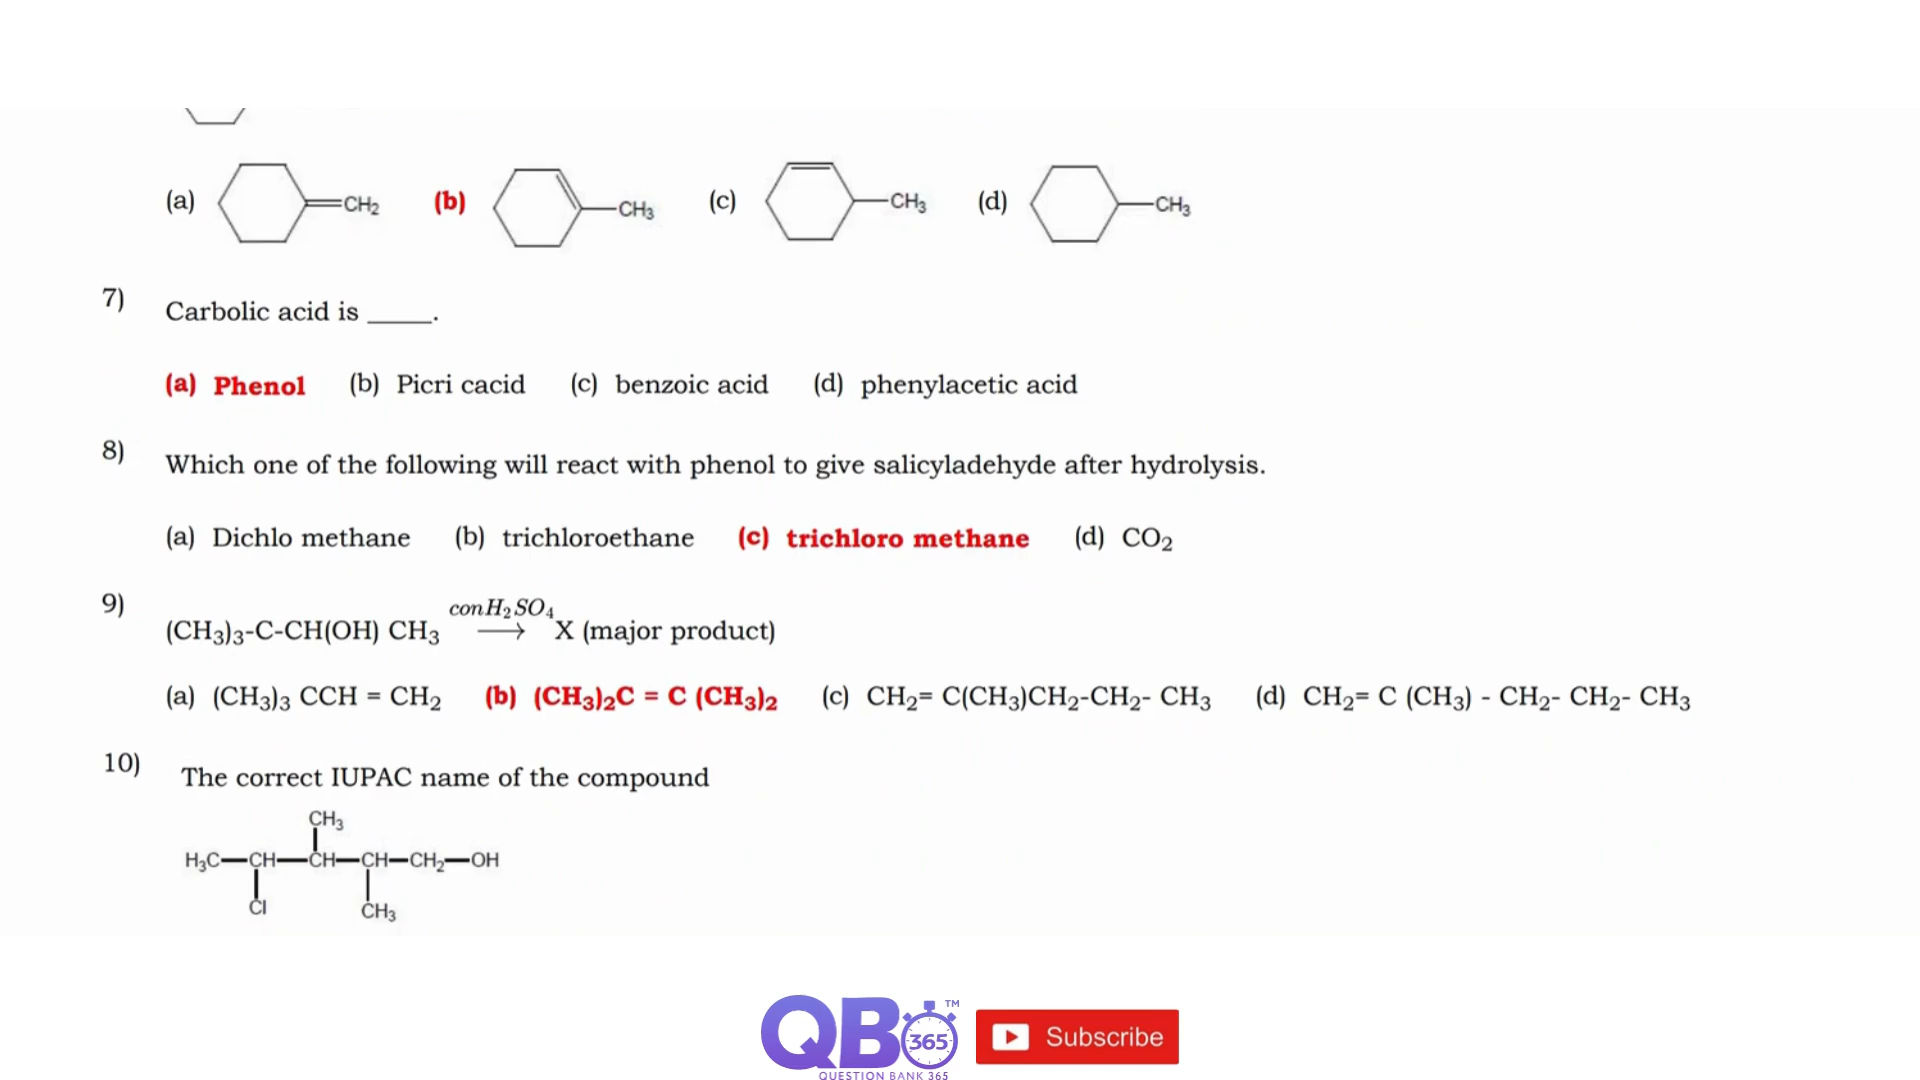 (a) CH₂ (b) CH₃ (c) CH₃ (d) CH₃
7) Carbolic acid is _____.
(a) Phenol (b) Picri cacid (c) benzoic acid (d) phenylacetic acid
8) Which one of the following will react with phenol to give salicyladehyde after hydrolysis.
(a) Dichlo methane (b) trichloroethane (c) trichloro methane (d) CO₂
9) (CH₃)₃-C-CH(OH) CH₃ conH₂SO₄ → X (major product)
(a) (CH₃)₃ CCH = CH₂ (b) (CH₃)₂C = C (CH₃)₂ (c) CH₂= C(CH₃)CH₂-CH₂- CH₃ (d) CH₂= C (CH₃) - CH₂- CH₂- CH₃
10) The correct IUPAC name of the compound
CH₃
H₃C—CH—CH—CH—CH₂—OH
Cl CH₃
QB 365 ™
QUESTION BANK 365
Subscribe